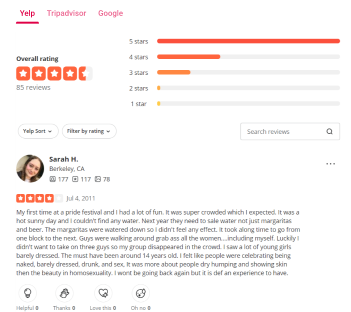 Yelp Tripadvisor Google
Overall rating
85 reviews
5 stars
4 stars
3 stars
2 stars
1 star
Yelp Sort
Filter by rating
Search reviews
Sarah H.
Berkeley, CA
177 117 78
Jul 4, 2011
My first time at a pride festival and I had a lot of fun. It was super crowded which I expected. It was a
hot sunny day and I couldn't find any water. Next year they need to sale water not just margaritas
and beer. The margaritas were watered down so I didn't feel any effect. It took along time to go from
one block to the next. Guys were walking around grab ass all the women....including myself. Luckily I
didn't want to take on three guys so my group disappeared in the crowd. I saw a lot of young girls
barely dressed. The must have been around 14 years old. I felt like people were celebrating being
naked, barely dressed, drunk, and sex. It was more about people dry humping and showing skin
then the beauty in homosexuality. I wont be going back again but it is def an experience to have.
Helpful 0 Thanks 0 Love this 0 Oh no 0